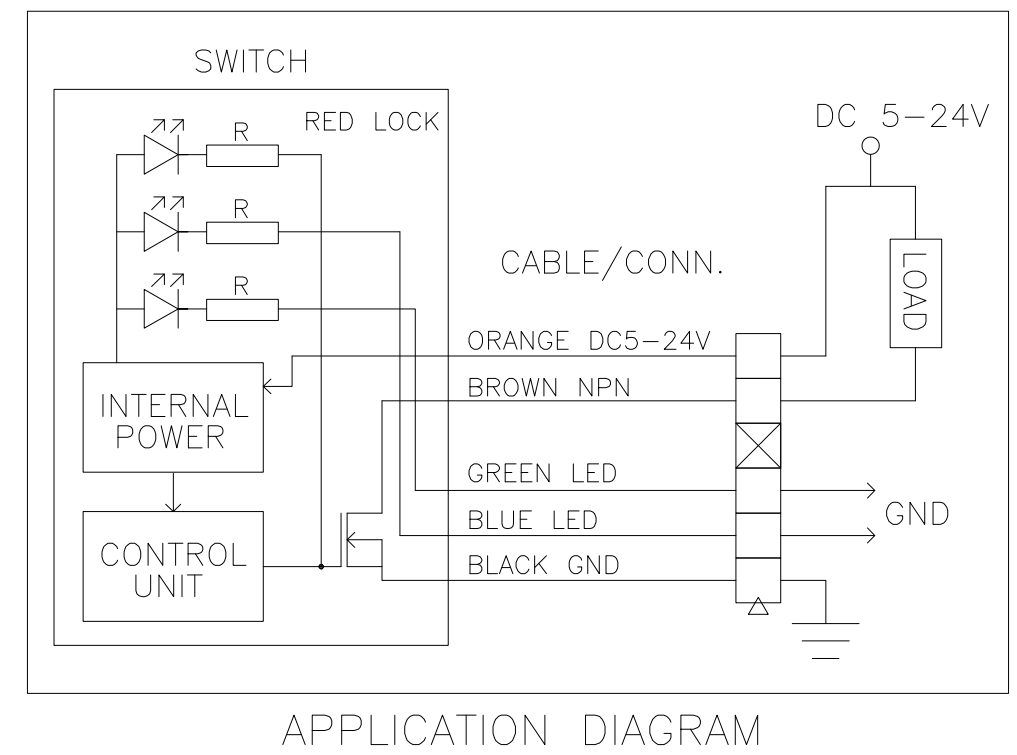 SWITCH
RED LOCK
R
R
R
DC 5-24V
LOAD
CABLE/CONN.
ORANGE DC5-24V
BROWN NPN
INTERNAL
POWER
GREEN LED
GND
BLUE LED
CONTROL
UNIT
BLACK GND
APPLICATION DIAGRAM